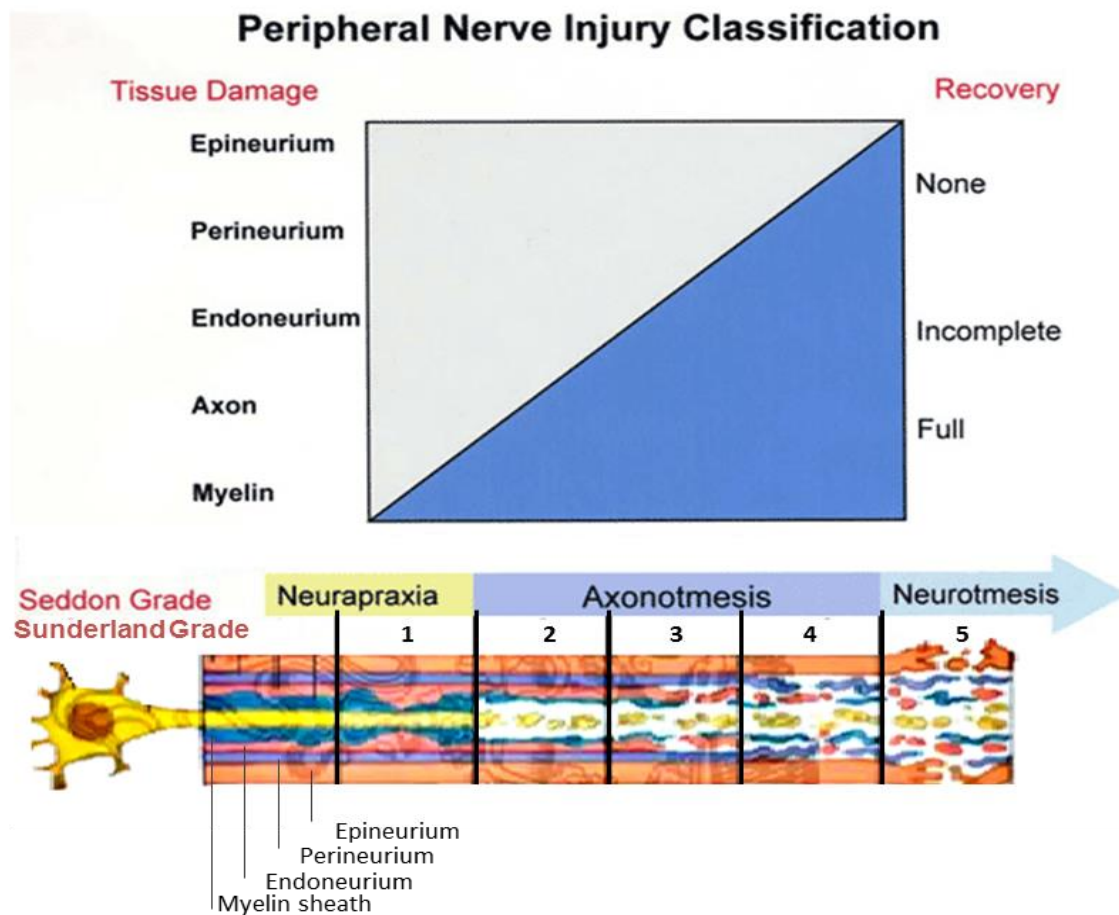 Peripheral Nerve Injury Classification
Tissue Damage
Recovery
Epineurium
None
Perineurium
Endoneurium
Incomplete
Axon
Full
Myelin
Seddon Grade
Neurapraxia
Axonotmesis
Neurotmesis
Sunderland Grade
1
2
3
4
5
Epineurium
Perineurium
Endoneurium
Myelin sheath